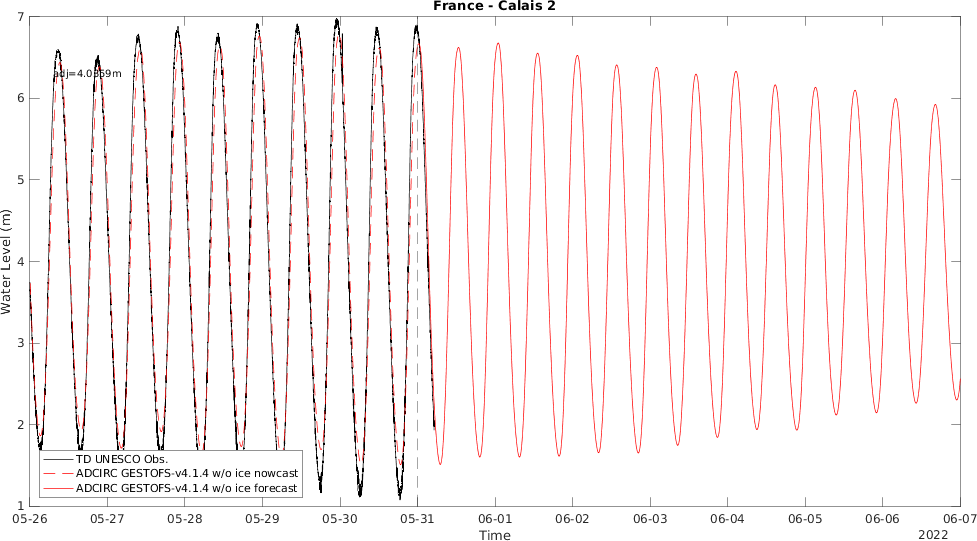 France - Calais 2
7
6
5
4
3
2
1
Water Level (m)
adj=4.0359m
TD UNESCO Obs.
ADCIRC GESTOFS-v4.1.4 w/o ice nowcast
ADCIRC GESTOFS-v4.1.4 w/o ice forecast
05-26 05-27 05-28 05-29 05-30 05-31 06-01 06-02 06-03 06-04 06-05 06-06 06-07
Time
2022